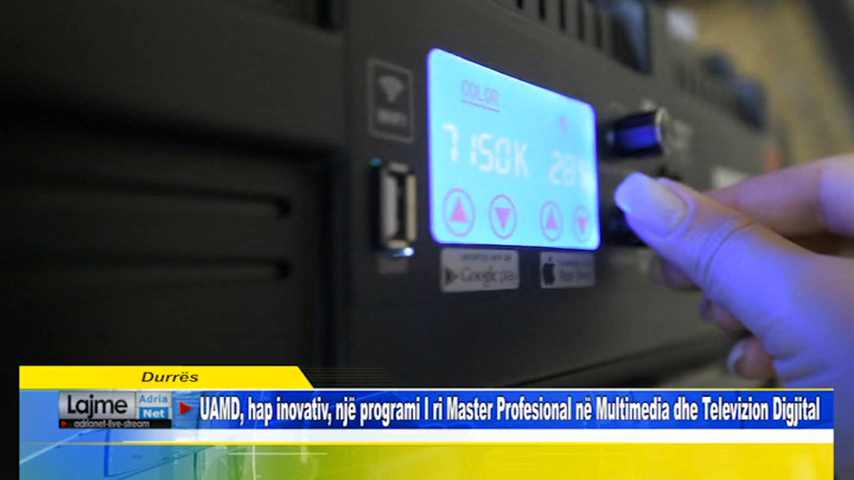 COLOR
7150K 28%
Google play
Durrës
Lajme Adria Net
adrianet-live-stream
UAMD, hap inovativ, një programi I ri Master Profesional në Multimedia dhe Televizion Digjital